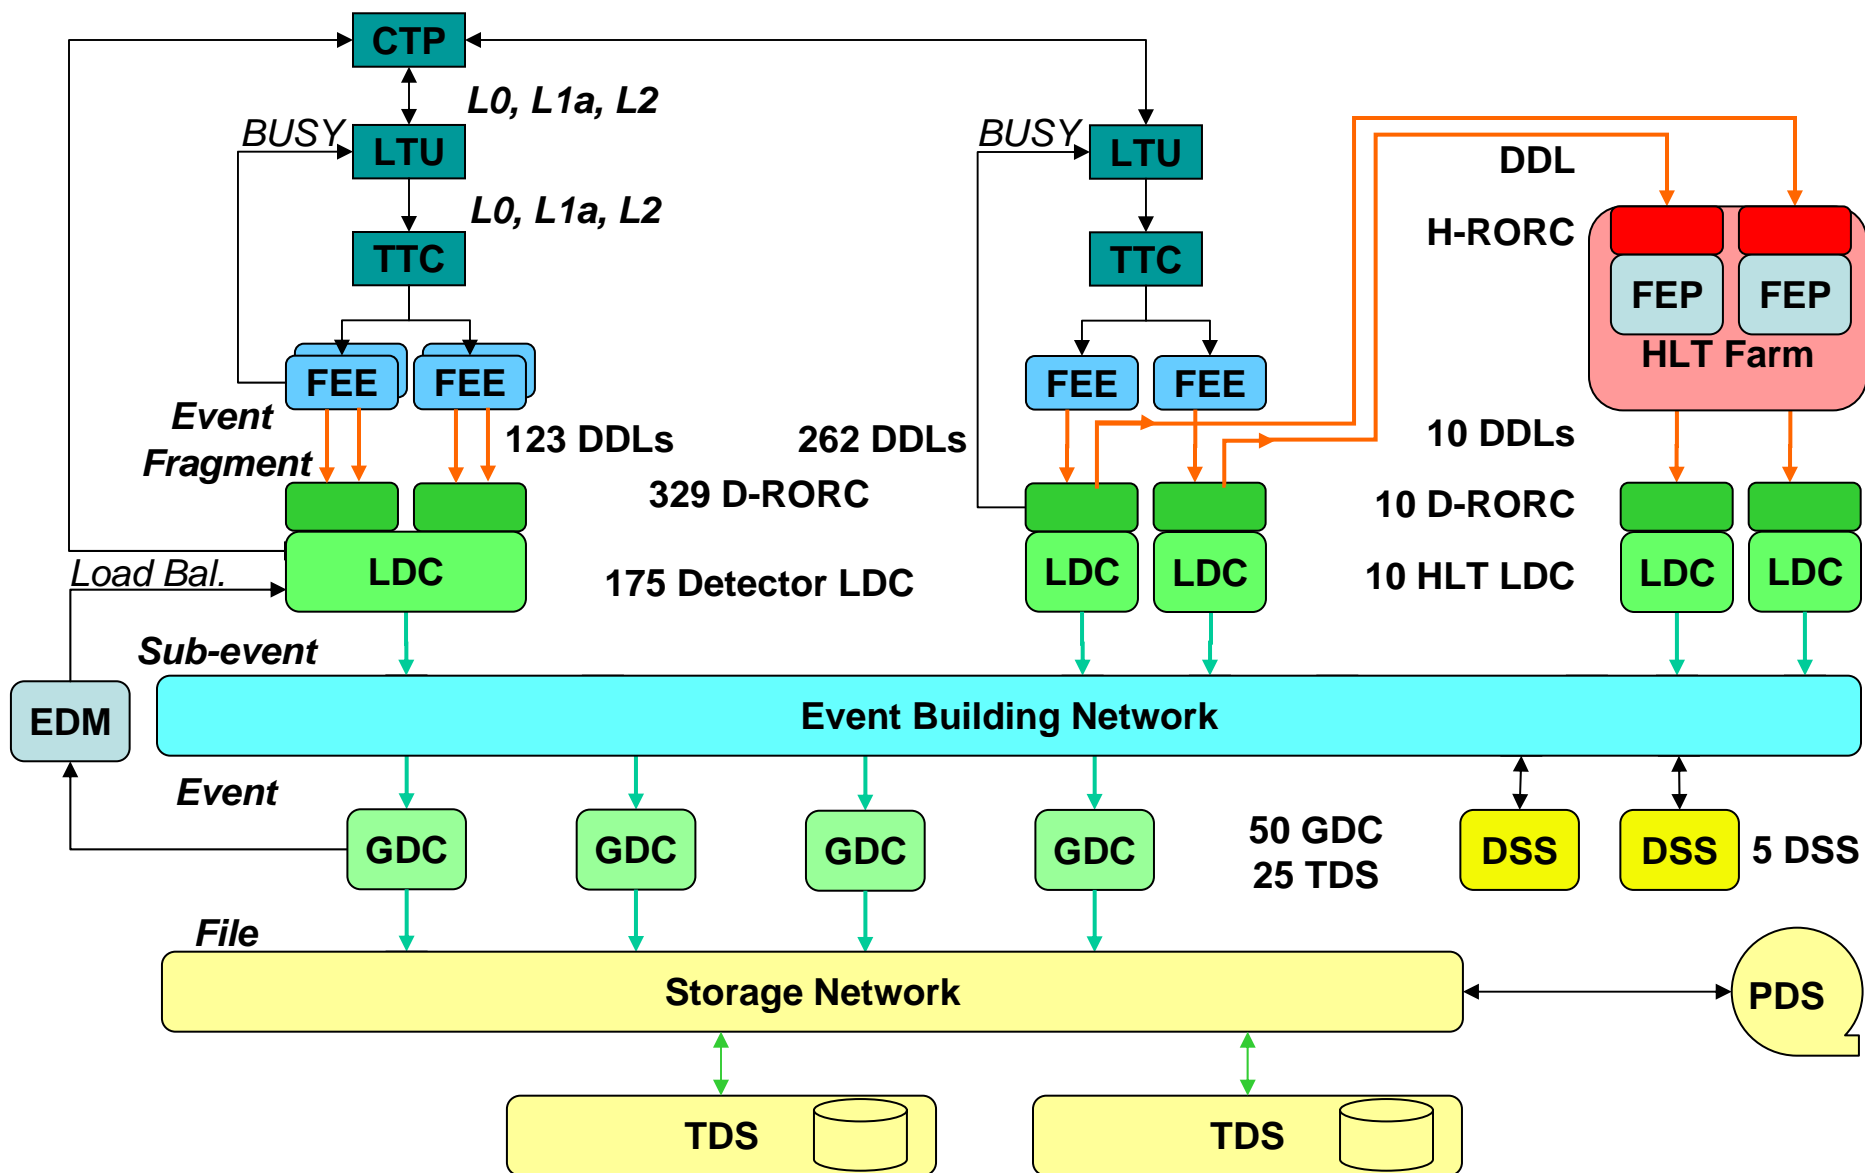 CTP
L0, L1a, L2
BUSY
LTU
BUSY
LTU
DDL
L0, L1a, L2
H-RORC
TTC
TTC
FEP
FEP
HLT Farm
FEE
FEE
FEE
FEE
Event
Fragment
123 DDLs
262 DDLs
10 DDLs
329 D-RORC
10 D-RORC
Load Bal.
LDC
175 Detector LDC
LDC
LDC
10 HLT LDC
LDC
LDC
Sub-event
EDM
Event Building Network
Event
GDC
GDC
GDC
GDC
50 GDC
25 TDS
DSS
DSS
5 DSS
File
Storage Network
PDS
TDS
TDS